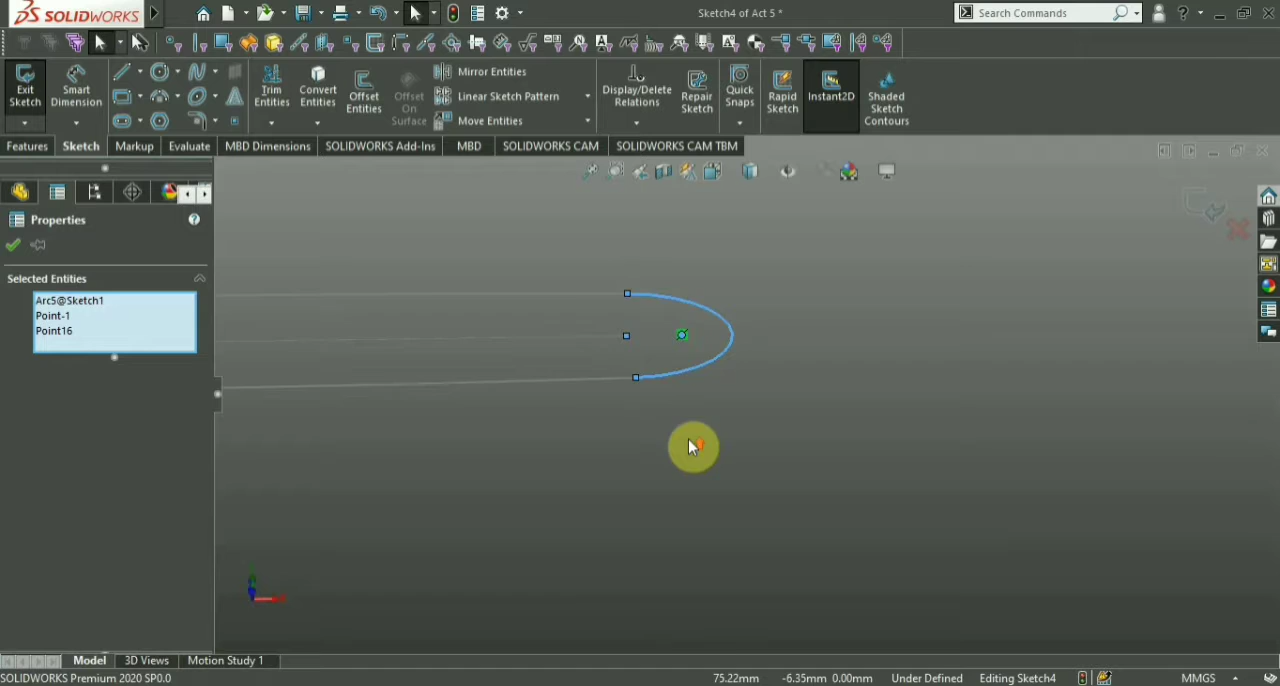 SOLIDWORKS
Sketch4 of Act 5 *
Search Commands
Exit Sketch
Smart Dimension
Trim Entities
Convert Entities
Offset Entities
Offset On Surface
Mirror Entities
Linear Sketch Pattern
Move Entities
Display/Delete Relations
Repair Sketch
Quick Snaps
Rapid Sketch
Instant2D
Shaded Sketch Contours
Features
Sketch
Markup
Evaluate
MBD Dimensions
SOLIDWORKS Add-Ins
MBD
SOLIDWORKS CAM
SOLIDWORKS CAM TBM
Properties
Selected Entities
Arc5@Sketch1
Point-1
Point16
Model
3D Views
Motion Study 1
SOLIDWORKS Premium 2020 SP0.0
75.22mm
-6.35mm
0.00mm
Under Defined
Editing Sketch4
MMGS